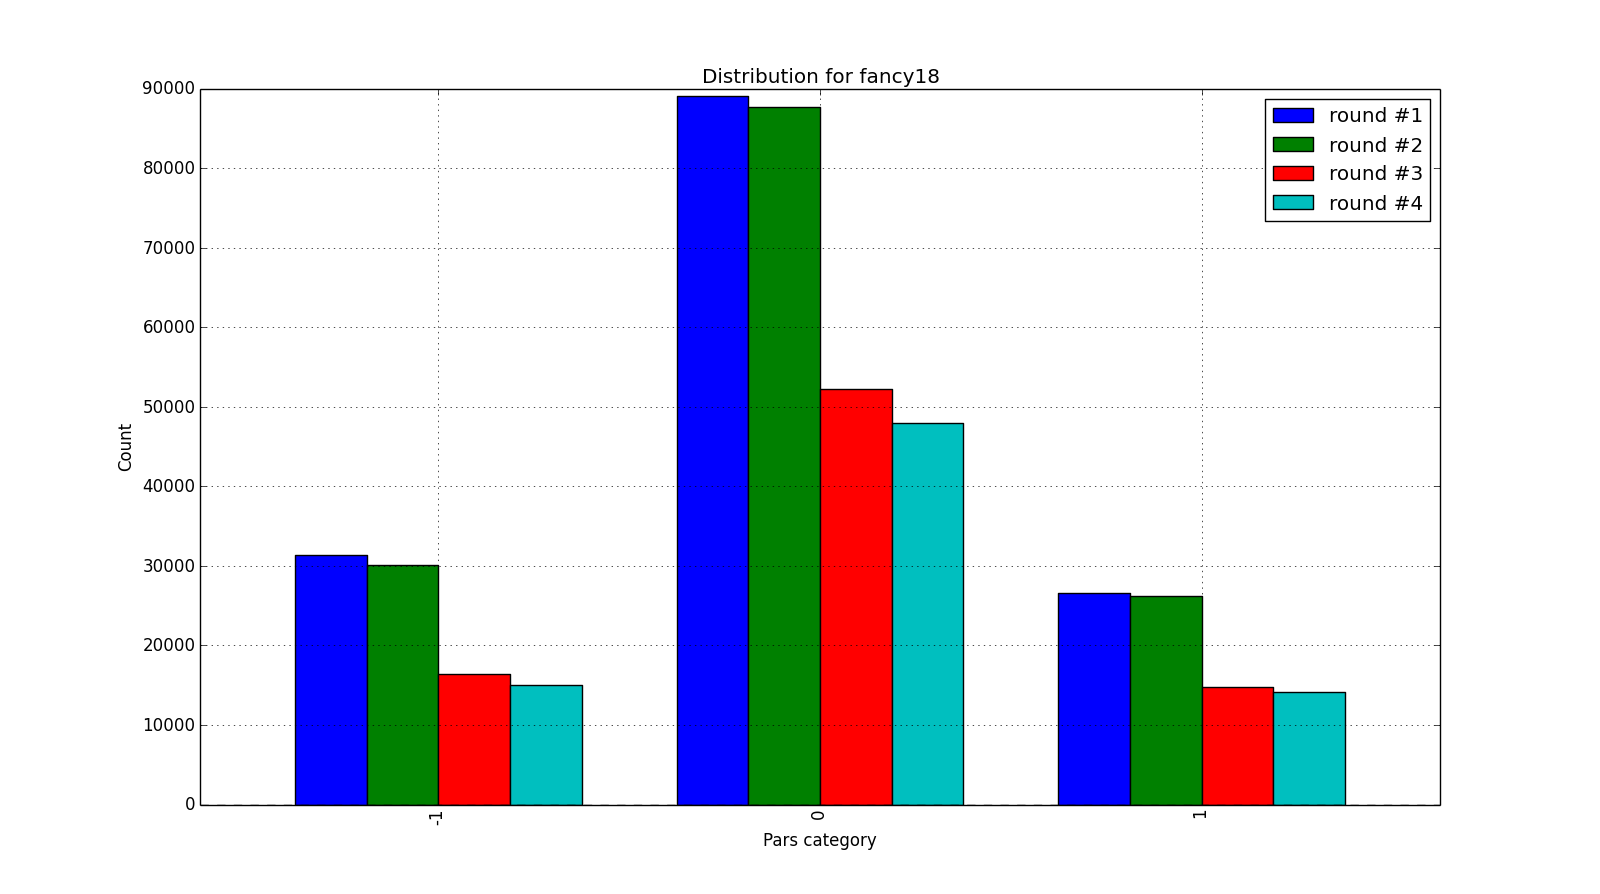 Distribution for fancy18
90000
80000
70000
60000
50000
40000
30000
20000
10000
0
Count
round #1
round #2
round #3
round #4
-1
0
1
Pars category